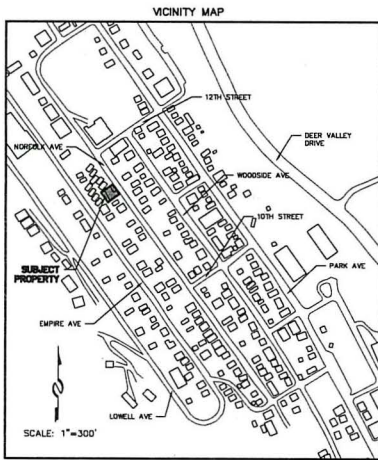 VICINITY MAP
12TH STREET
DEER VALLEY
DRIVE
NORFOLK AVE
WOODSIDE AVE
10TH STREET
SUBJECT
PROPERTY
PARK AVE
EMPIRE AVE
LOWELL AVE
SCALE: 1"=300'